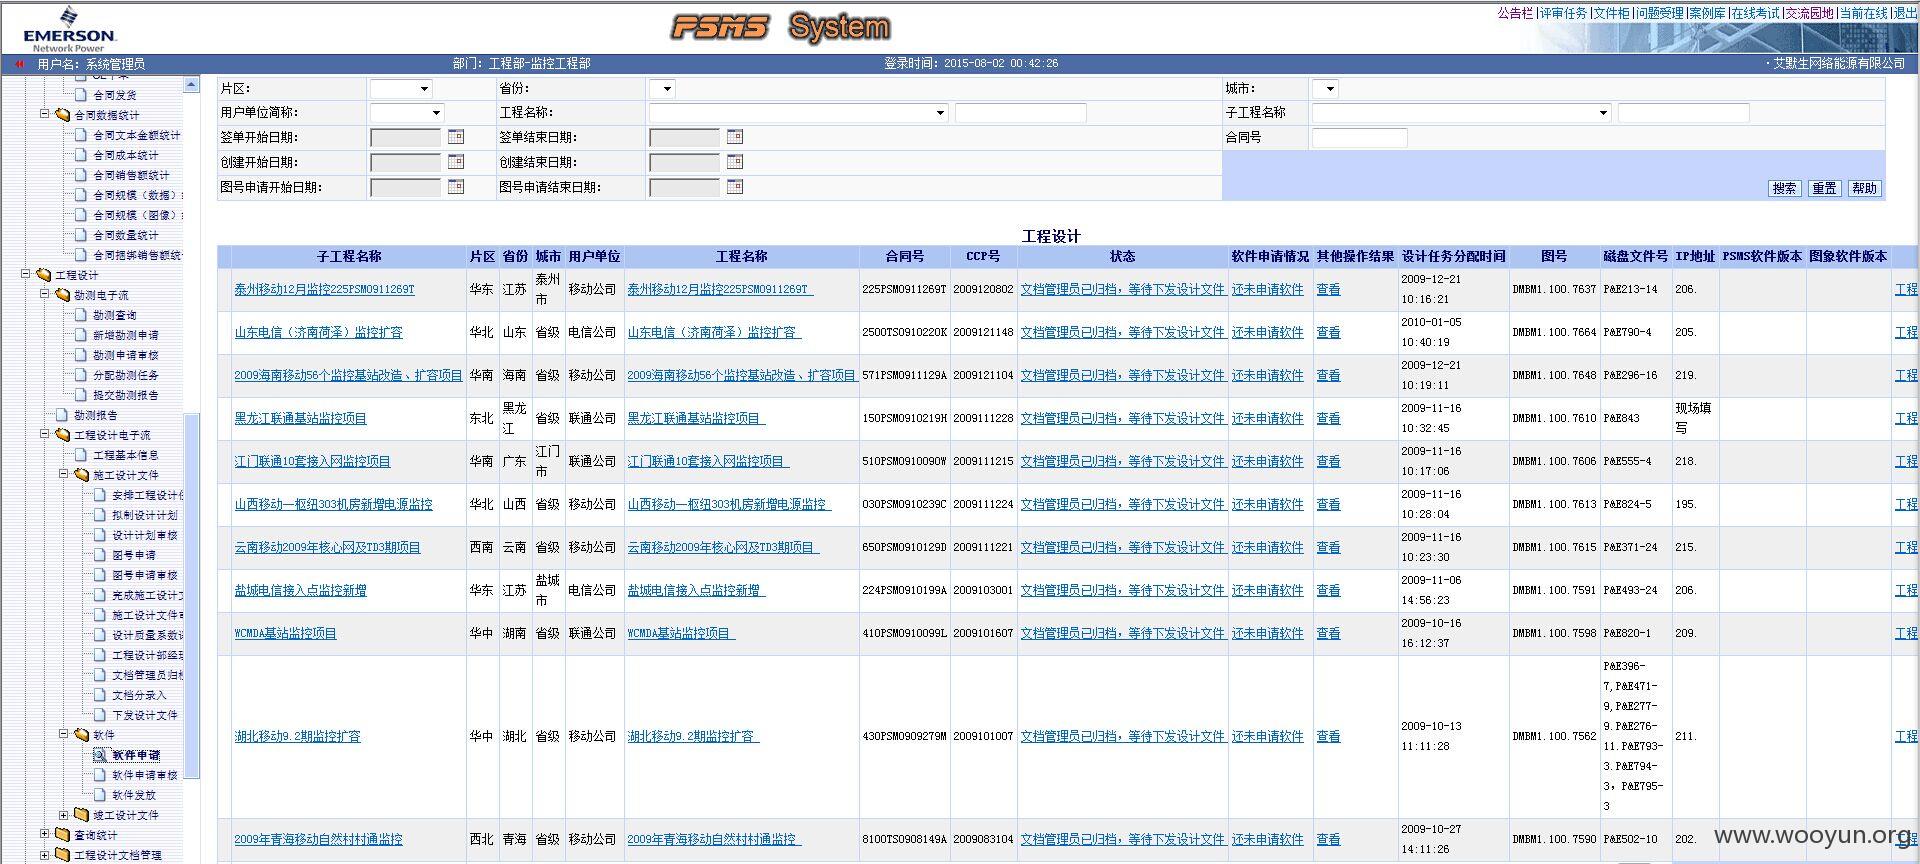 EMERSON
Network Power
PSMS System
公告栏|评审任务|文件柜|问题受理|案例库|在线考试|交流园地|当前在线|退出
用户名: 系统管理员 部门: 工程部-监控工程部 登录时间: 2015-08-02 00:42:26 ·艾默生网络能源有限公司
合同发货
合同数据统计
合同文本金额统计
合同成本统计
合同销售额统计
合同规模（数据）
合同规模（图像）
合同数量统计
合同捆绑销售额统
工程设计
勘测电子流
勘测查询
新增勘测申请
勘测申请审核
分配勘测任务
提交勘测报告
勘测报告
工程设计电子流
工程基本信息
施工设计文件
安排工程设计任
拟制设计计划
设计计划审核
图号申请
图号申请审核
完成施工设计文
施工设计文件审
设计质量系数评
工程设计部经理
文档管理员归档
文档分录入
下发设计文件
软件
软件申请
软件申请审核
软件发放
竣工设计文件
查询统计
工程设计文档管理
片区: 省份: 城市:
用户单位简称: 工程名称: 子工程名称
签单开始日期: 签单结束日期: 合同号
创建开始日期: 创建结束日期:
图号申请开始日期: 图号申请结束日期:
搜索 重置 帮助
工程设计
子工程名称 片区 省份 城市 用户单位 工程名称 合同号 CCP号 状态 软件申请情况 其他操作结果 设计任务分配时间 图号 磁盘文件号 IP地址 PSMS软件版本 图象软件版本
泰州移动12月监控225PSM0911269T 华东 江苏 泰州市 移动公司 泰州移动12月监控225PSM0911269T 225PSM0911269T 2009120802 文档管理员已归档，等待下发设计文件 还未申请软件 查看 2009-12-21 10:16:21 DMBM1.100.7637 P&E213-14 206. 工程
山东电信（济南荷泽）监控扩容 华北 山东 省级 电信公司 山东电信（济南荷泽）监控扩容 2500TS0910220K 2009121148 文档管理员已归档，等待下发设计文件 还未申请软件 查看 2010-01-05 10:40:19 DMBM1.100.7664 P&E790-4 205. 工程
2009海南移动56个监控基站改造、扩容项目 华南 海南 省级 移动公司 2009海南移动56个监控基站改造、扩容项目 571PSM0911129A 2009121104 文档管理员已归档，等待下发设计文件 还未申请软件 查看 2009-12-21 10:19:11 DMBM1.100.7648 P&E296-16 219. 工程
黑龙江联通基站监控项目 东北 黑龙江 省级 联通公司 黑龙江联通基站监控项目 150PSM0910219H 2009111228 文档管理员已归档，等待下发设计文件 还未申请软件 查看 2009-11-16 10:32:45 DMBM1.100.7610 P&E843 现场填写 工程
江门联通10套接入网监控项目 华南 广东 江门市 联通公司 江门联通10套接入网监控项目 510PSM0910090W 2009111215 文档管理员已归档，等待下发设计文件 还未申请软件 查看 2009-11-16 10:17:06 DMBM1.100.7606 P&E555-4 218. 工程
山西移动一枢纽303机房新增电源监控 华北 山西 省级 移动公司 山西移动一枢纽303机房新增电源监控 030PSM0910239C 2009111224 文档管理员已归档，等待下发设计文件 还未申请软件 查看 2009-11-16 10:28:04 DMBM1.100.7613 P&E824-5 195. 工程
云南移动2009年核心网及TD3期项目 西南 云南 省级 移动公司 云南移动2009年核心网及TD3期项目 650PSM0910129D 2009111221 文档管理员已归档，等待下发设计文件 还未申请软件 查看 2009-11-16 10:23:30 DMBM1.100.7615 P&E371-24 215. 工程
盐城电信接入点监控新增 华东 江苏 盐城市 电信公司 盐城电信接入点监控新增 224PSM0910199A 2009103001 文档管理员已归档，等待下发设计文件 还未申请软件 查看 2009-11-06 14:56:23 DMBM1.100.7591 P&E493-24 206. 工程
WCMDA基站监控项目 华中 湖南 省级 联通公司 WCMDA基站监控项目 410PSM0910099L 2009101607 文档管理员已归档，等待下发设计文件 还未申请软件 查看 2009-10-16 16:12:37 DMBM1.100.7598 P&E820-1 209. 工程
湖北移动9.2期监控扩容 华中 湖北 省级 移动公司 湖北移动9.2期监控扩容 430PSM0909279M 2009101007 文档管理员已归档，等待下发设计文件 还未申请软件 查看 2009-10-13 11:11:28 DMBM1.100.7562 P&E396-7,P&E471-9,P&E277-9.P&E276-11.P&E793-3.P&E794-3，P&E795-3 211. 工程
2009年青海移动自然村村通监控 西北 青海 省级 移动公司 2009年青海移动自然村村通监控 8100TS0908149A 2009083104 文档管理员已归档，等待下发设计文件 还未申请软件 查看 2009-10-27 14:11:26 DMBM1.100.7590 P&E502-10 202. 工程
www.wooyun.org